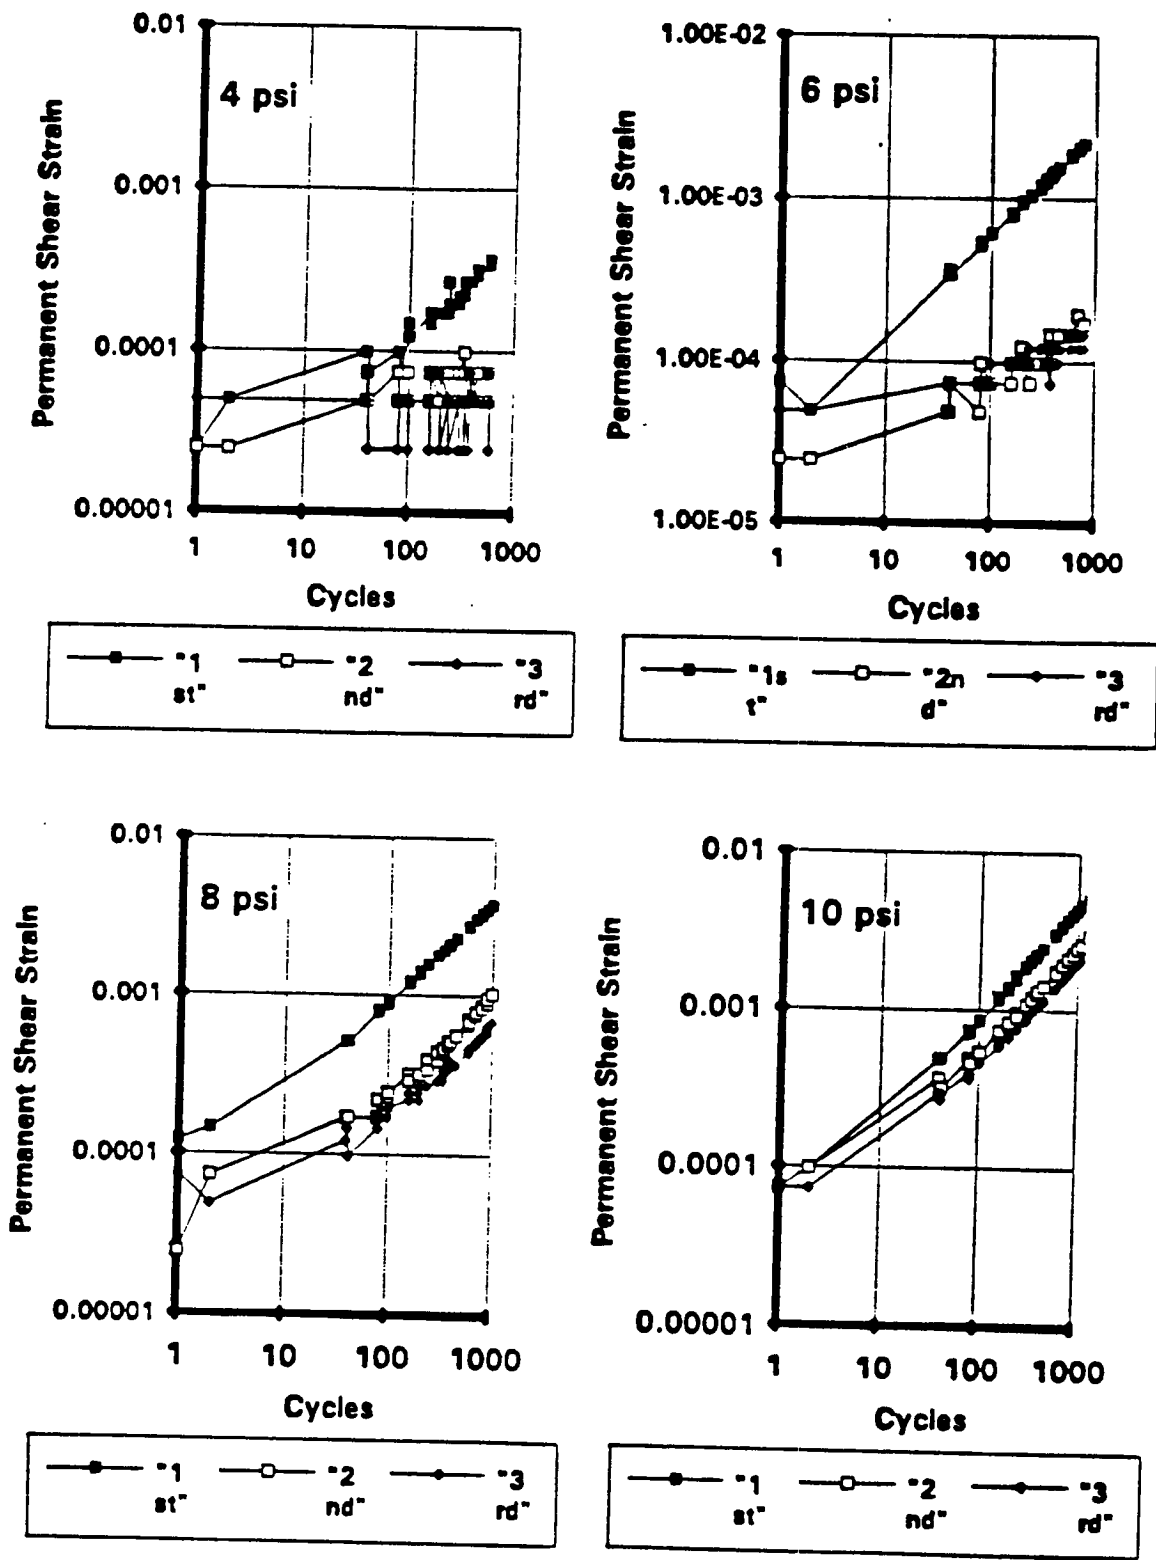 0.01
4 psi
0.001
0.0001
0.00001
Permanent Shear Strain
1 10 100 1000
Cycles
"1 st" "2 nd" "3 rd"
1.00E-02
6 psi
1.00E-03
1.00E-04
1.00E-05
Permanent Shear Strain
1 10 100 1000
Cycles
"1s t" "2n d" "3 rd"
0.01
8 psi
0.001
0.0001
0.00001
Permanent Shear Strain
1 10 100 1000
Cycles
"1 st" "2 nd" "3 rd"
0.01
10 psi
0.001
0.0001
0.00001
Permanent Shear Strain
1 10 100 1000
Cycles
"1 st" "2 nd" "3 rd"